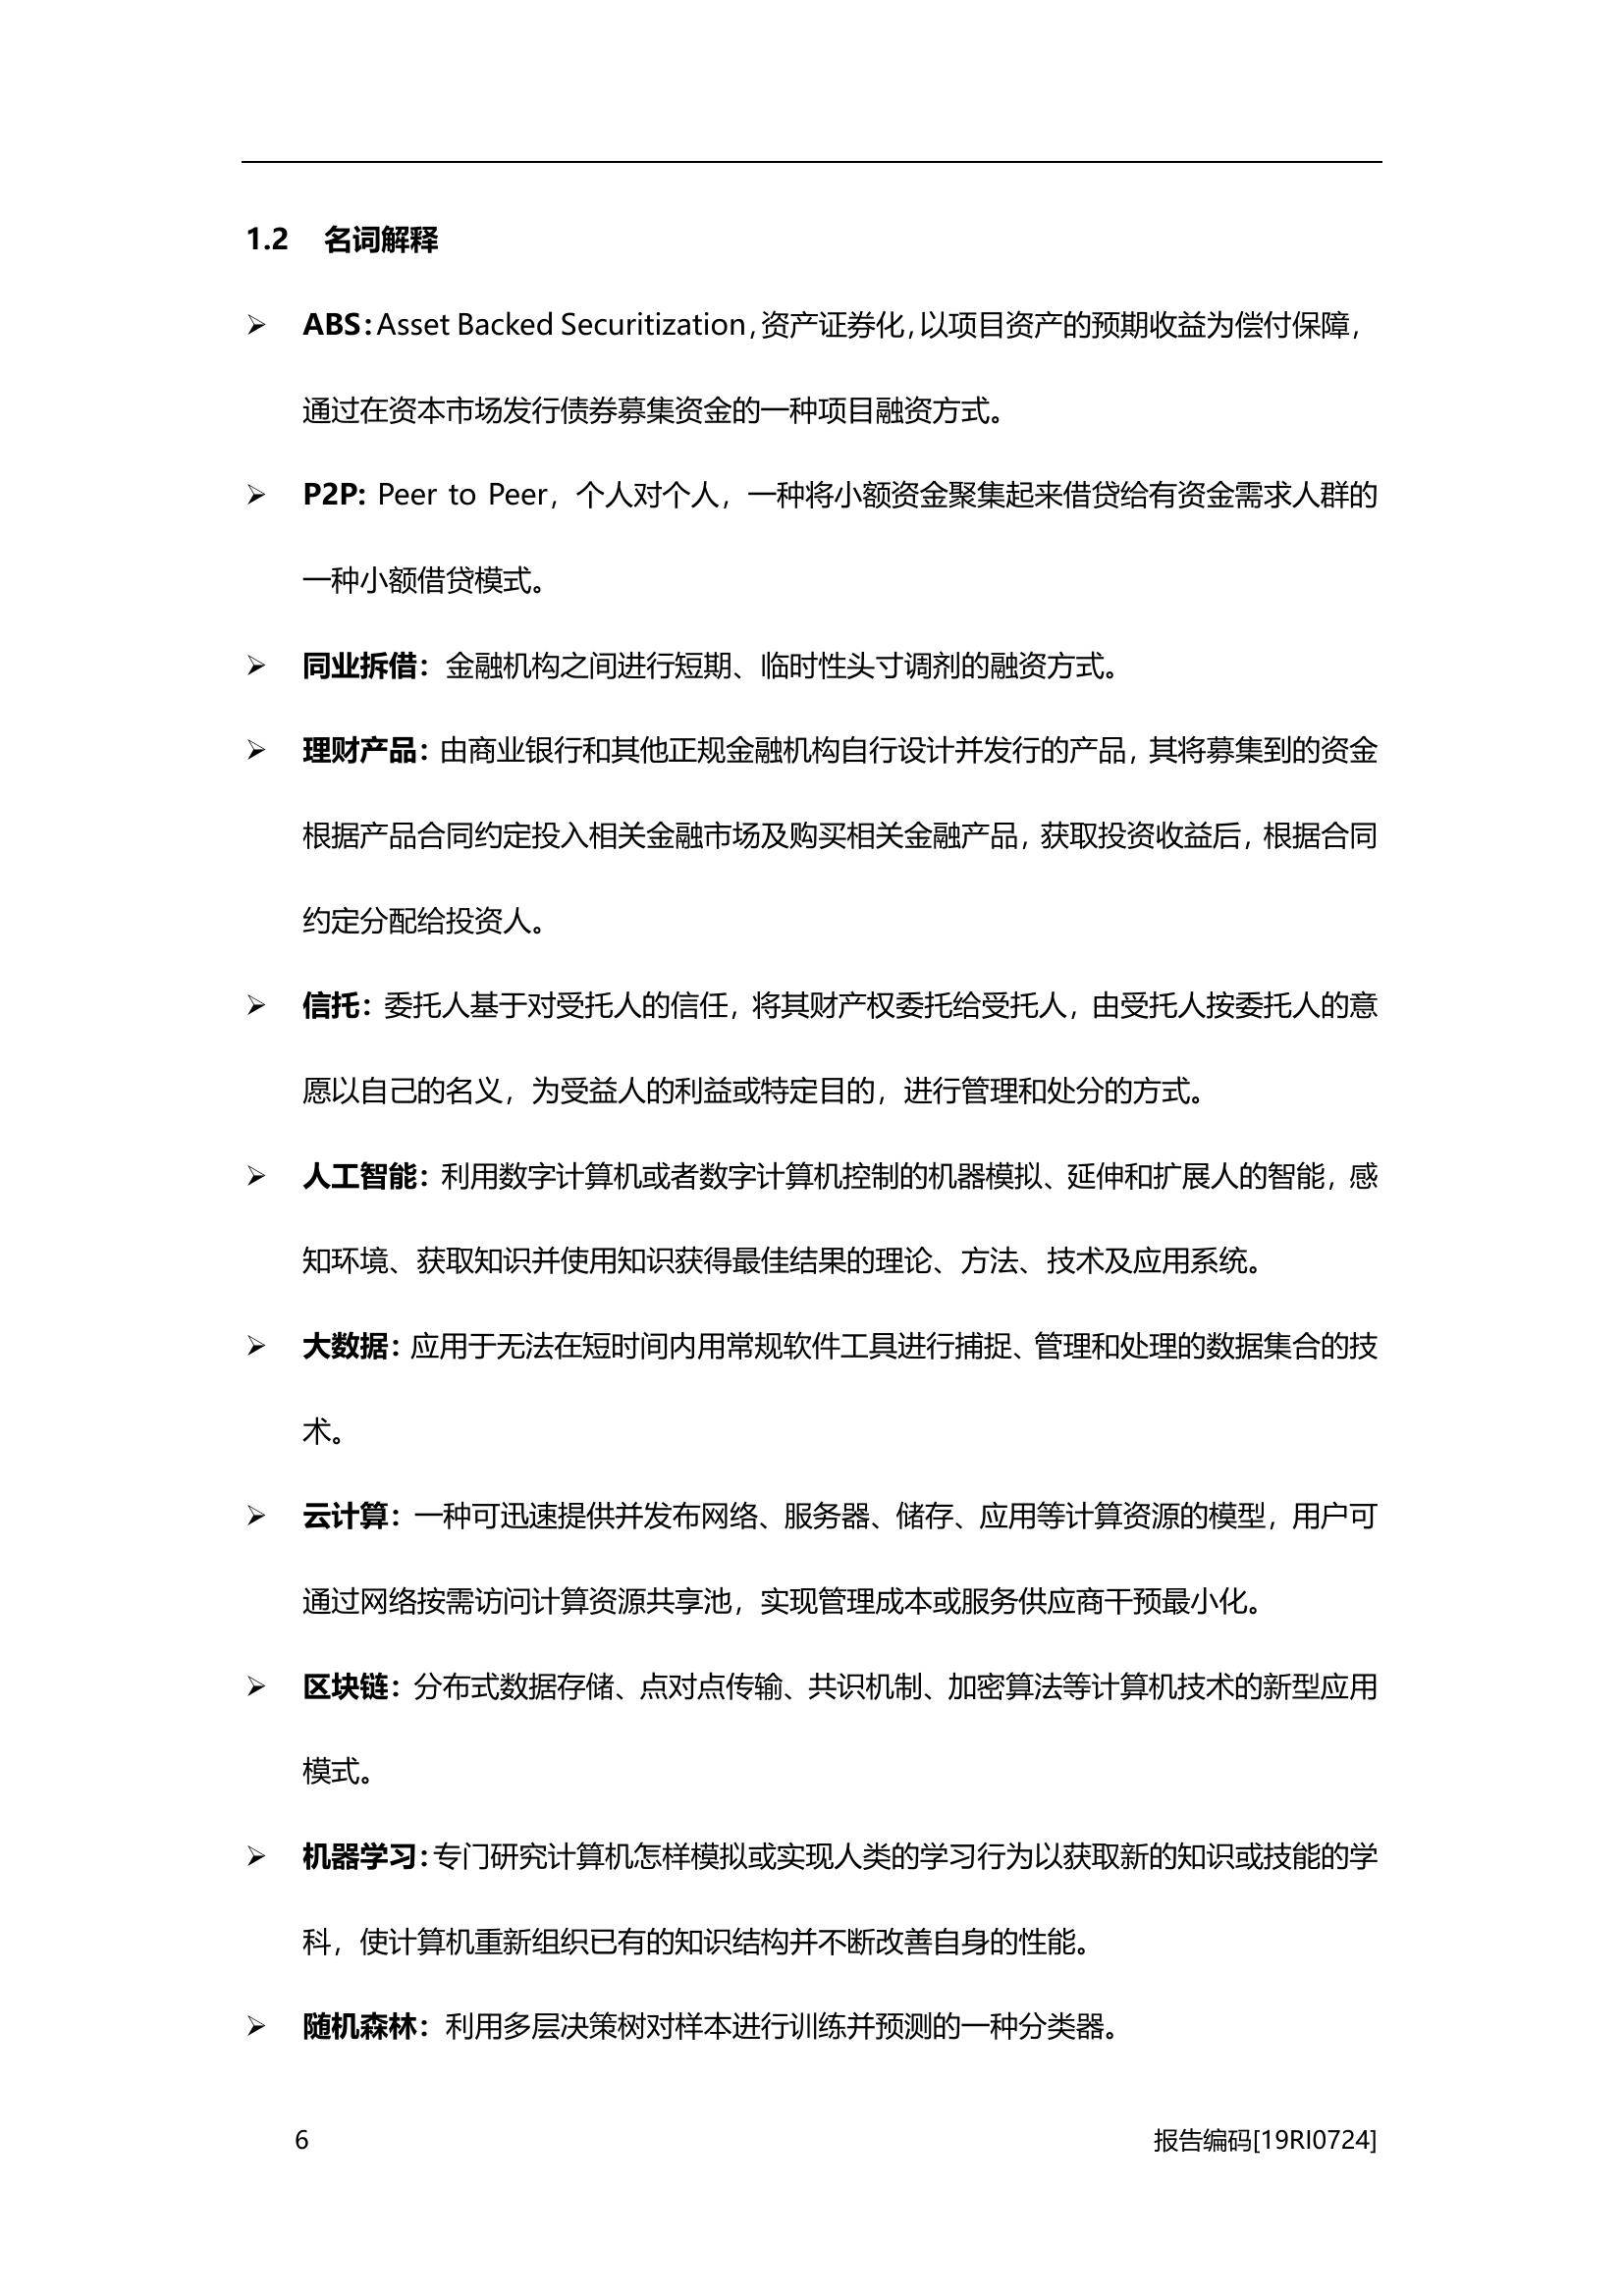 1.2 名词解释
➢ ABS：Asset Backed Securitization，资产证券化，以项目资产的预期收益为偿付保障，
通过在资本市场发行债券募集资金的一种项目融资方式。
➢ P2P: Peer to Peer，个人对个人，一种将小额资金聚集起来借贷给有资金需求人群的
一种小额借贷模式。
➢ 同业拆借：金融机构之间进行短期、临时性头寸调剂的融资方式。
➢ 理财产品：由商业银行和其他正规金融机构自行设计并发行的产品，其将募集到的资金
根据产品合同约定投入相关金融市场及购买相关金融产品，获取投资收益后，根据合同
约定分配给投资人。
➢ 信托：委托人基于对受托人的信任，将其财产权委托给受托人，由受托人按委托人的意
愿以自己的名义，为受益人的利益或特定目的，进行管理和处分的方式。
➢ 人工智能：利用数字计算机或者数字计算机控制的机器模拟、延伸和扩展人的智能，感
知环境、获取知识并使用知识获得最佳结果的理论、方法、技术及应用系统。
➢ 大数据：应用于无法在短时间内用常规软件工具进行捕捉、管理和处理的数据集合的技
术。
➢ 云计算：一种可迅速提供并发布网络、服务器、储存、应用等计算资源的模型，用户可
通过网络按需访问计算资源共享池，实现管理成本或服务供应商干预最小化。
➢ 区块链：分布式数据存储、点对点传输、共识机制、加密算法等计算机技术的新型应用
模式。
➢ 机器学习：专门研究计算机怎样模拟或实现人类的学习行为以获取新的知识或技能的学
科，使计算机重新组织已有的知识结构并不断改善自身的性能。
➢ 随机森林：利用多层决策树对样本进行训练并预测的一种分类器。
6 报告编码[19RI0724]